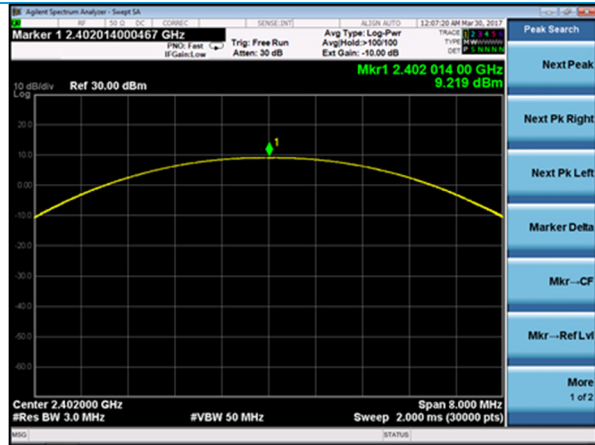 Agilent Spectrum Analyzer - Swept SA
RF 50 Ω DC CORREC SENSE:INT ALIGN AUTO 12:07:20 AM Mar 30, 2017
Marker 1 2.402014000467 GHz
PNO: Fast
IFGain:Low
Trig: Free Run
Atten: 30 dB
Avg Type: Log-Pwr
Avg|Hold:>100/100
Ext Gain: -10.00 dB
TRACE 1 2 3 4 5 6
TYPE MWWWWW
DET P S N N N N
Mkr1 2.402 014 00 GHz
9.219 dBm
10 dB/div Ref 30.00 dBm
Log
20.0
1
10.0
0.00
-10.0
-20.0
-30.0
-40.0
-50.0
-60.0
Center 2.402000 GHz Span 8.000 MHz
#Res BW 3.0 MHz #VBW 50 MHz Sweep 2.000 ms (30000 pts)
MSG STATUS
Peak Search
Next Peak
Next Pk Right
Next Pk Left
Marker Delta
Mkr→CF
Mkr→Ref Lvl
More
1 of 2